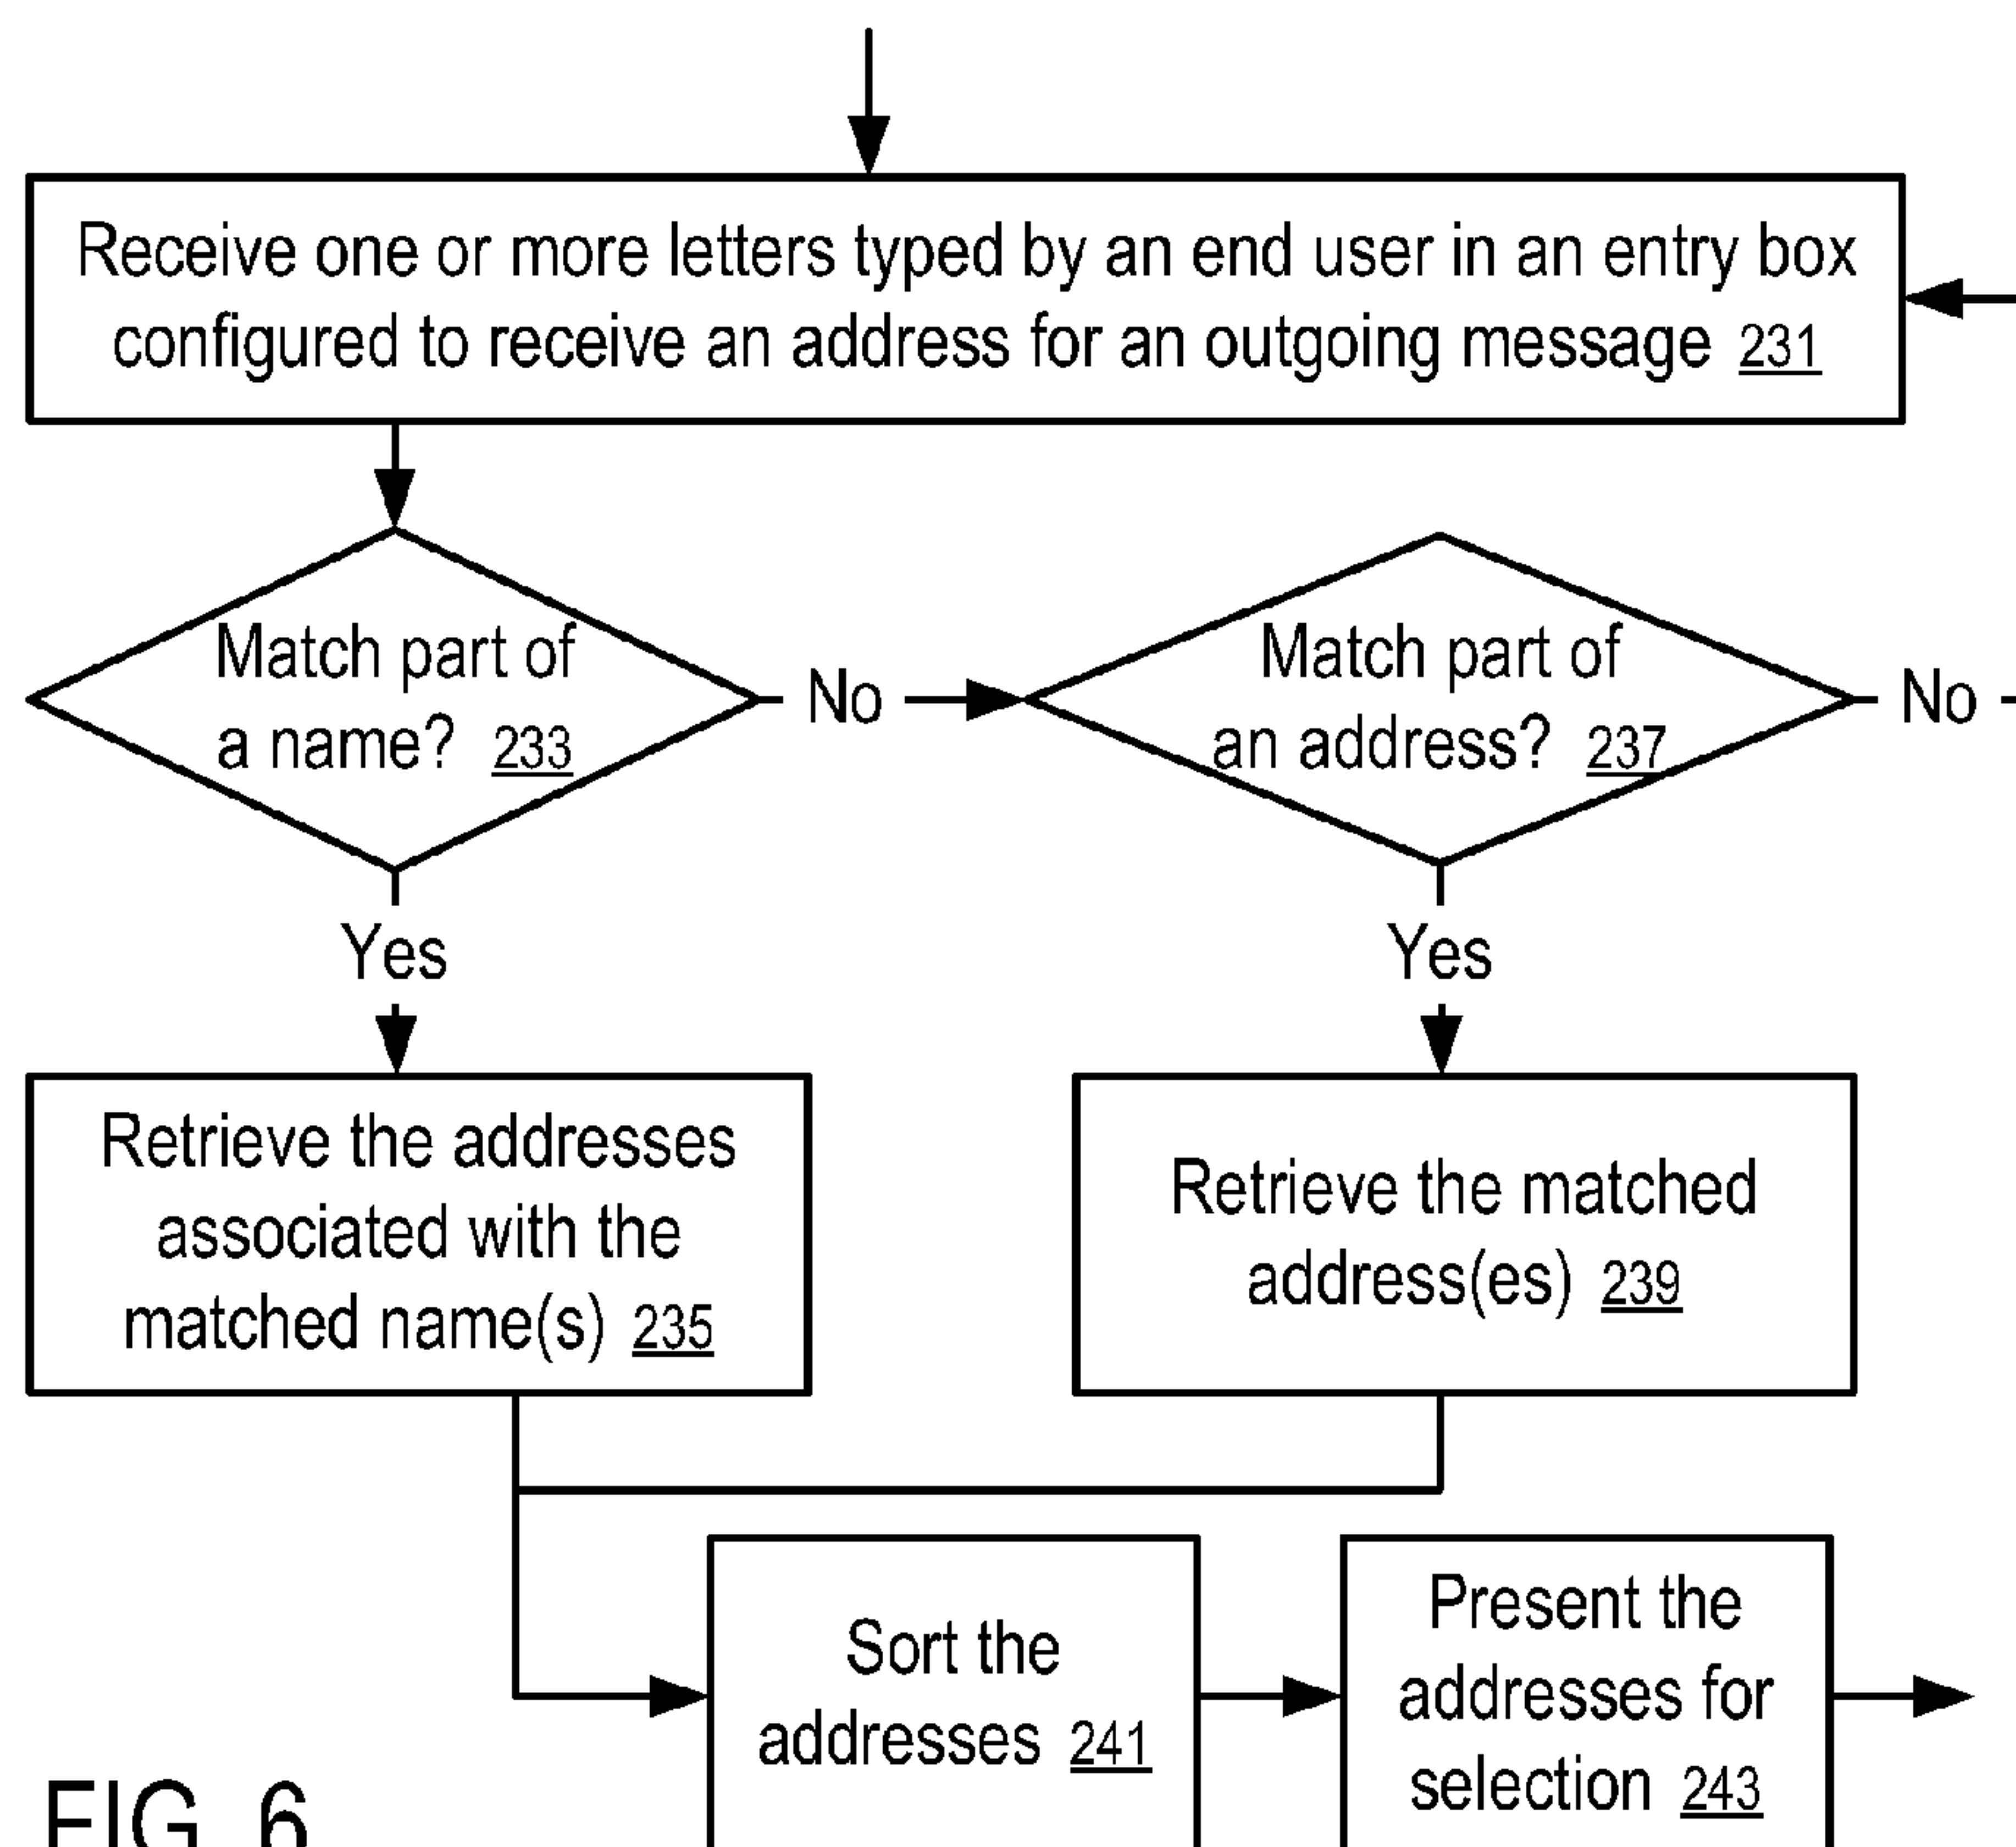 Receive one or more letters typed by an end user in an entry box
configured to receive an address for an outgoing message 231
Match part of
a name? 233
No
Match part of
an address? 237
No
Yes
Yes
Retrieve the addresses
associated with the
matched name(s) 235
Retrieve the matched
address(es) 239
Sort the
addresses 241
Present the
addresses for
selection 243
FIG. 6